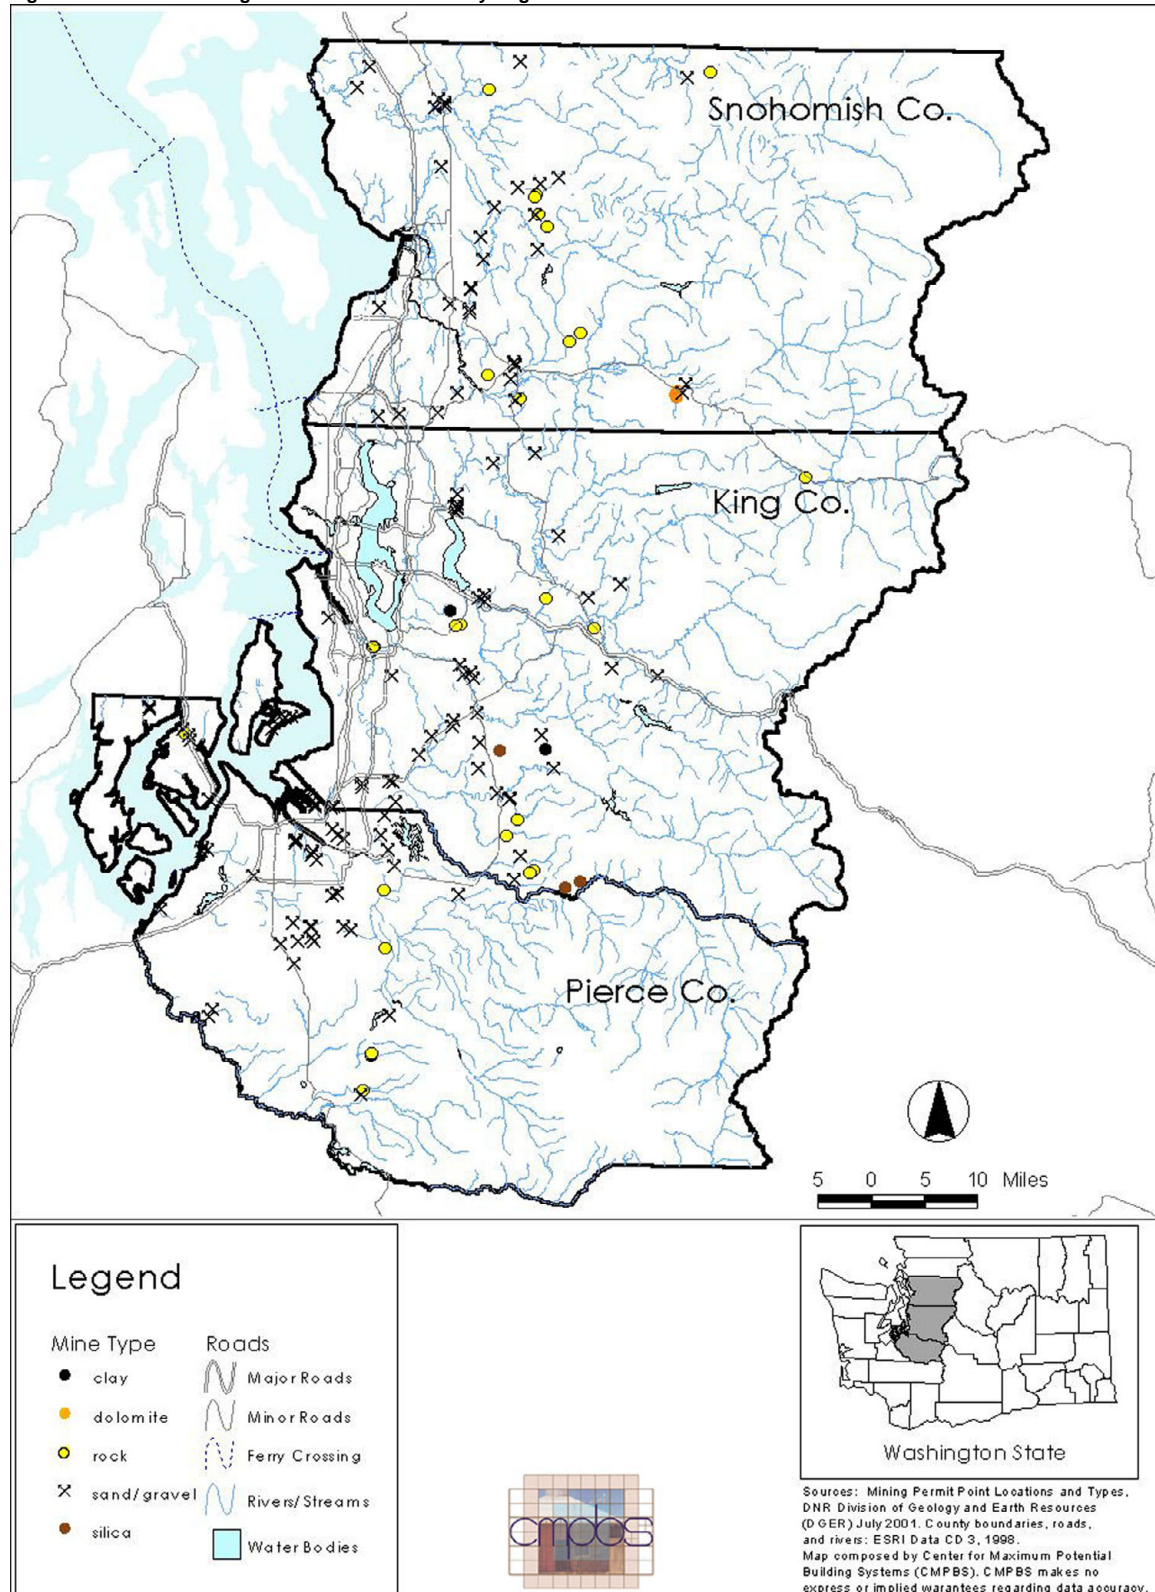 Snohomish Co.
King Co.
Pierce Co.
5 0 5 10 Miles
Legend
Mine Type
clay
dolomite
rock
sand/gravel
silica
Roads
Major Roads
Minor Roads
Ferry Crossing
Rivers/Streams
Water Bodies
cmpbs
Washington State
Sources: Mining Permit Point Locations and Types,
DNR Division of Geology and Earth Resources
(DGER) July 2001. County boundaries, roads,
and rivers: ESRI Data CD 3, 1998.
Map composed by Center for Maximum Potential
Building Systems (CMPBS). CMPBS makes no
express or implied warantees regarding data accuracy.